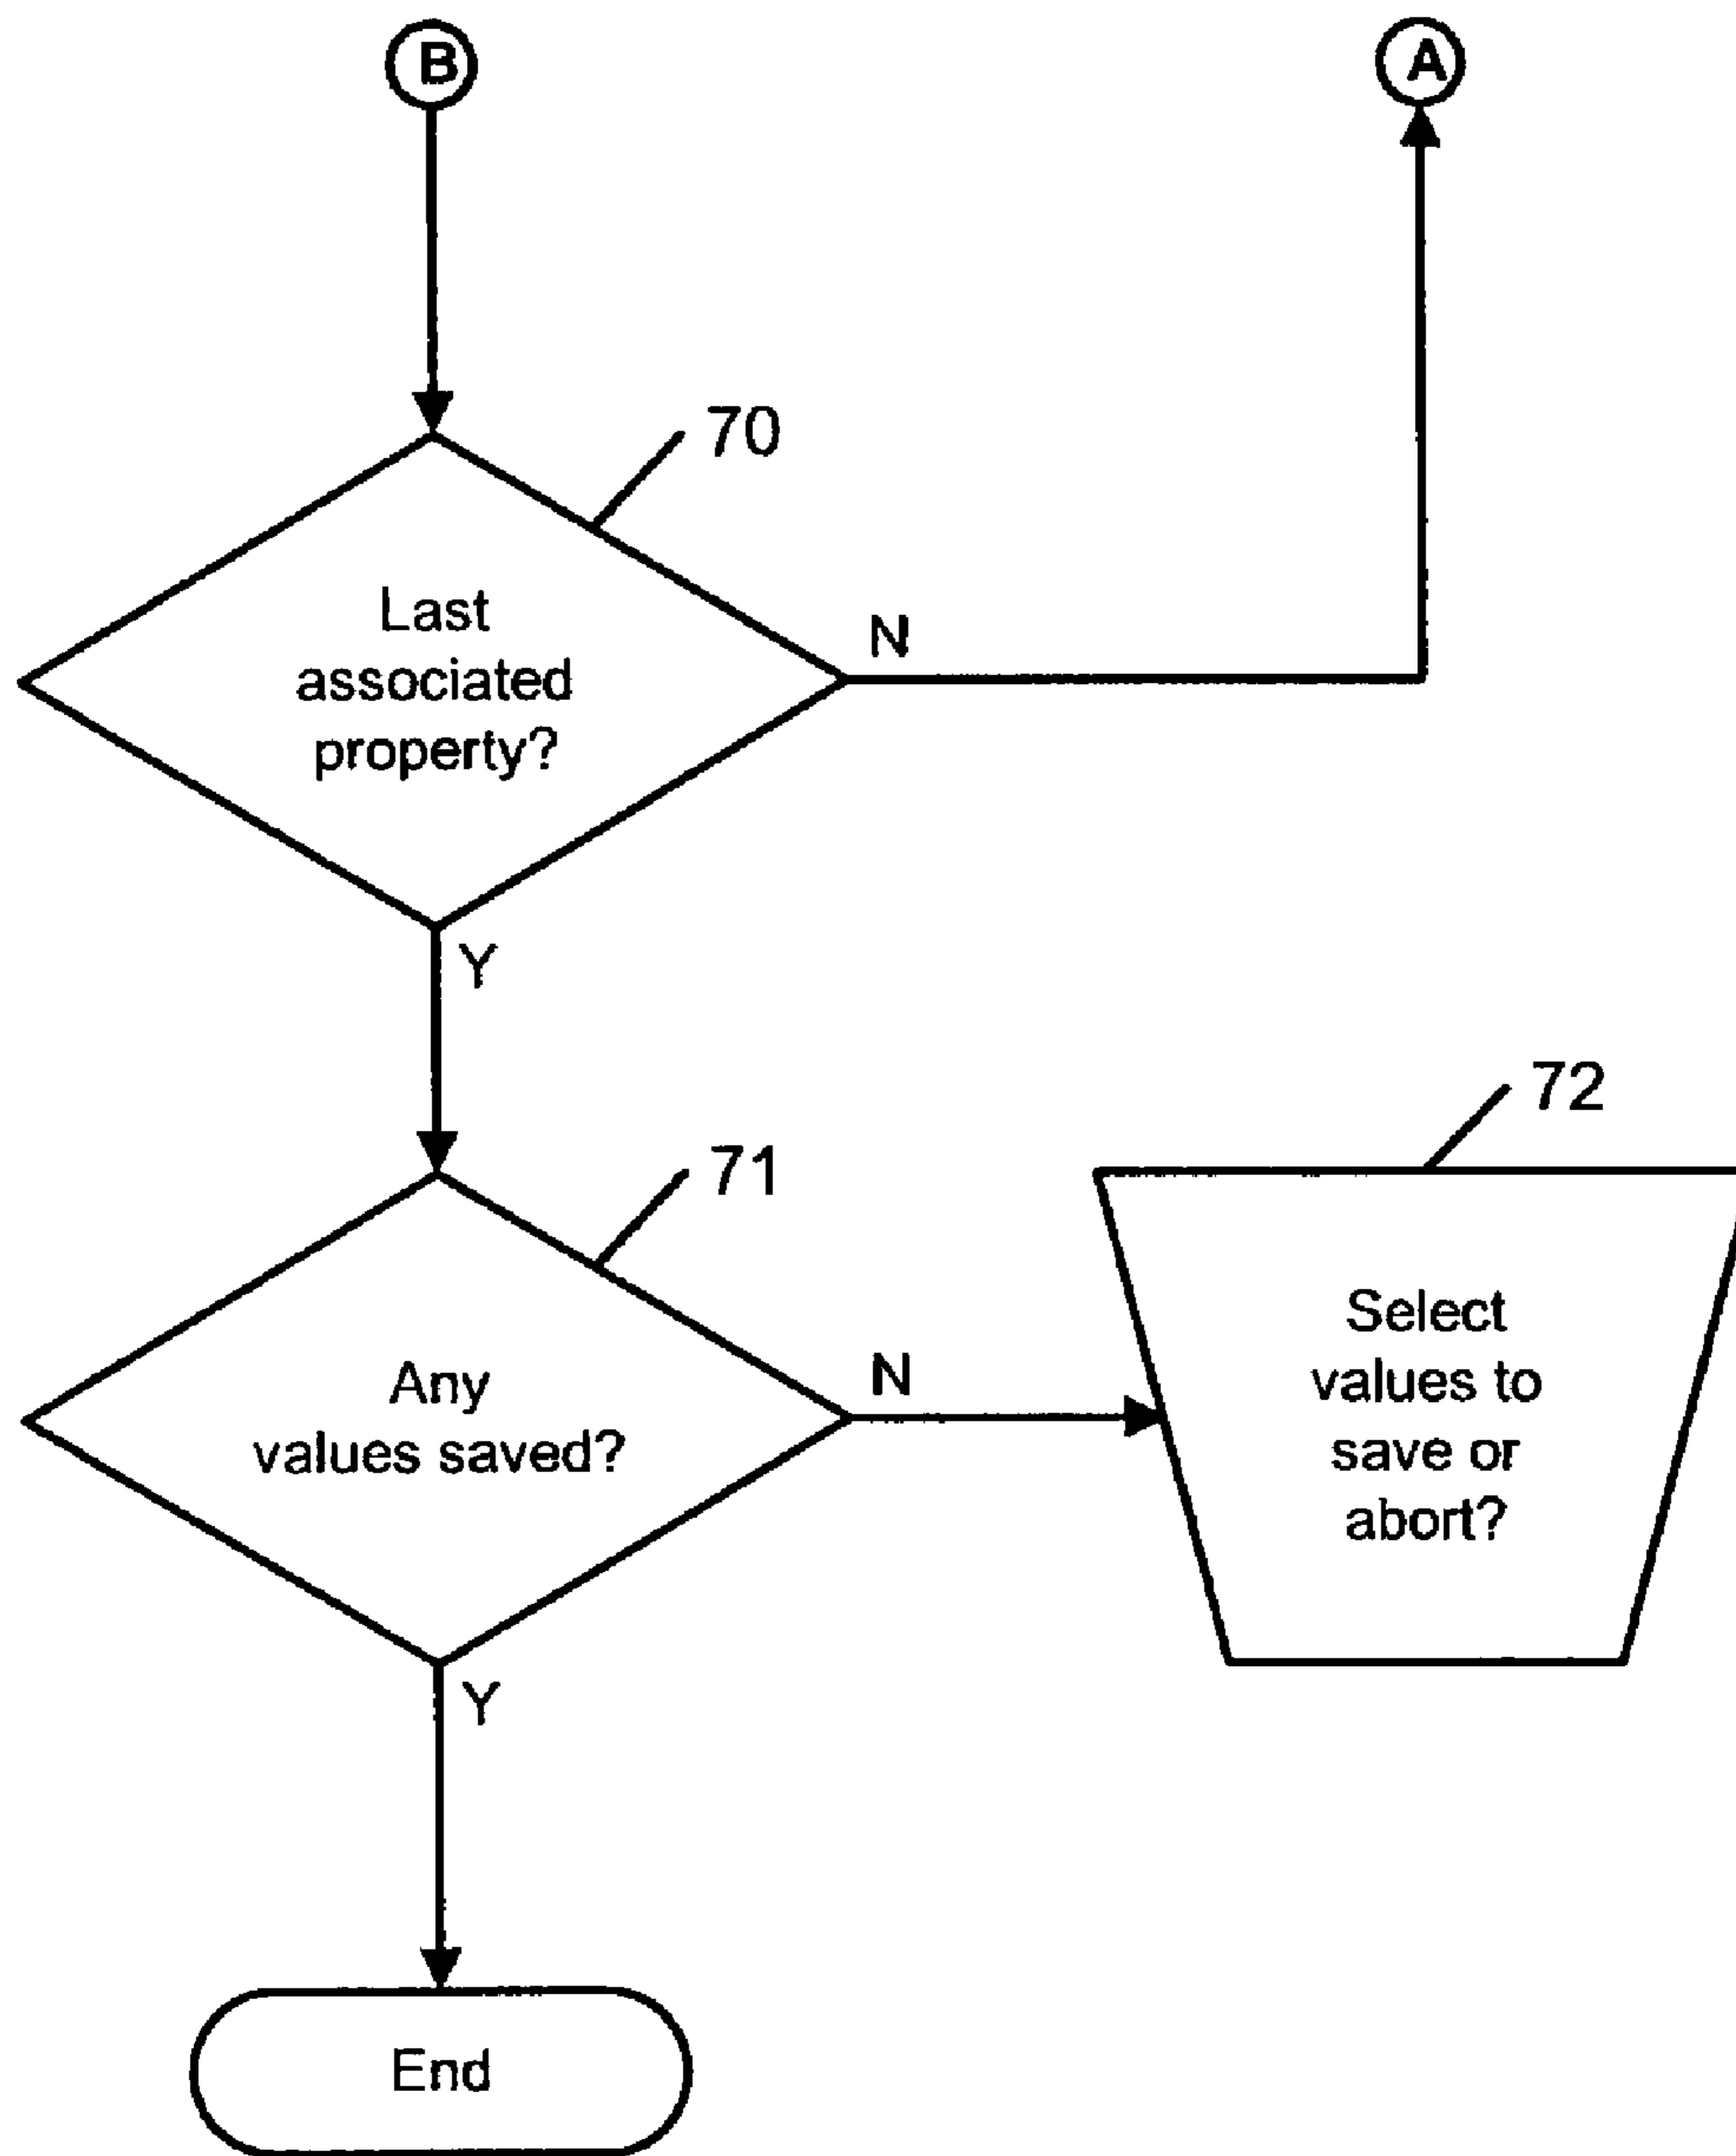 B
A
70
Last
associated
property?
N
Y
71
72
Any
values saved?
N
Select
values to
save or
abort?
Y
End